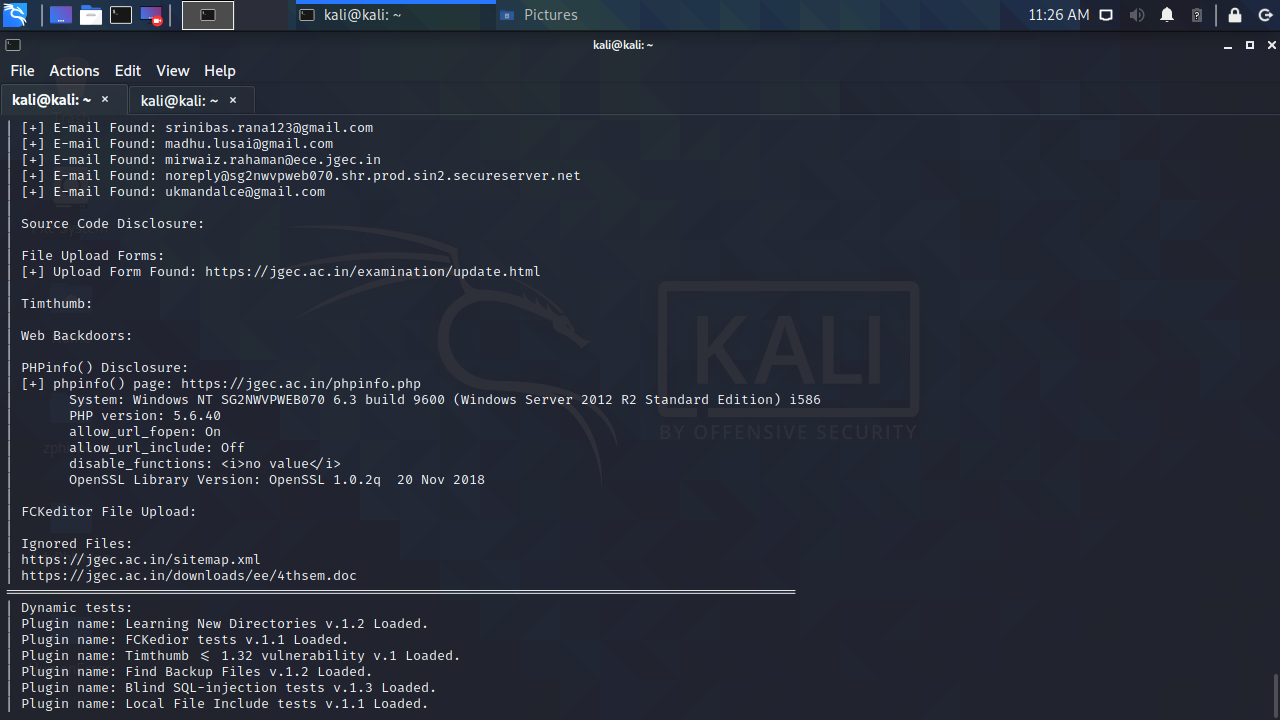 kali@kali: ~
Pictures
11:26 AM
kali@kali: ~
File Actions Edit View Help
kali@kali: ~ ×
kali@kali: ~ ×
[+] E-mail Found: srinibas.rana123@gmail.com
[+] E-mail Found: madhu.lusai@gmail.com
[+] E-mail Found: mirwaiz.rahaman@ece.jgec.in
[+] E-mail Found: noreply@sg2nwvpweb070.shr.prod.sin2.secureserver.net
[+] E-mail Found: ukmandalce@gmail.com
Source Code Disclosure:
File Upload Forms:
[+] Upload Form Found: https://jgec.ac.in/examination/update.html
Timthumb:
Web Backdoors:
PHPinfo() Disclosure:
[+] phpinfo() page: https://jgec.ac.in/phpinfo.php
System: Windows NT SG2NWVPWEB070 6.3 build 9600 (Windows Server 2012 R2 Standard Edition) i586
PHP version: 5.6.40
allow_url_fopen: On
allow_url_include: Off
disable_functions: <i>no value</i>
OpenSSL Library Version: OpenSSL 1.0.2q  20 Nov 2018
FCKeditor File Upload:
Ignored Files:
https://jgec.ac.in/sitemap.xml
https://jgec.ac.in/downloads/ee/4thsem.doc
Dynamic tests:
Plugin name: Learning New Directories v.1.2 Loaded.
Plugin name: FCKedior tests v.1.1 Loaded.
Plugin name: Timthumb <= 1.32 vulnerability v.1 Loaded.
Plugin name: Find Backup Files v.1.2 Loaded.
Plugin name: Blind SQL-injection tests v.1.3 Loaded.
Plugin name: Local File Include tests v.1.1 Loaded.
KALI
BY OFFENSIVE SECURITY